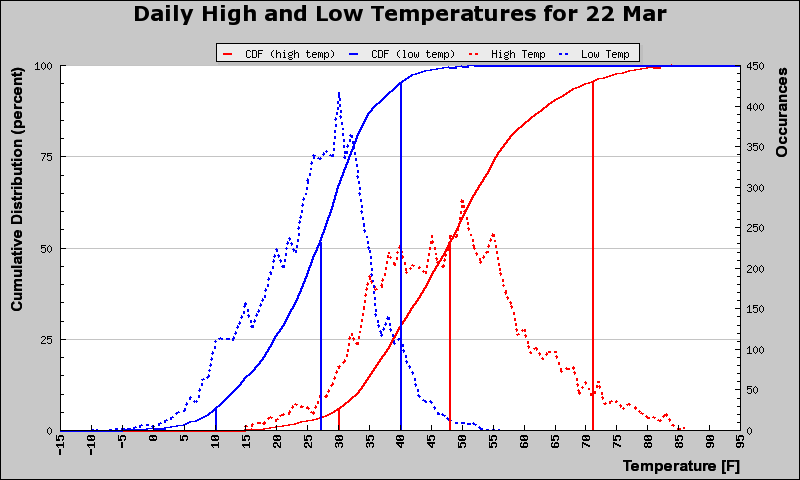 Daily High and Low Temperatures for 22 Mar
CDF (high temp) CDF (low temp) High Temp Low Temp
Cumulative Distribution (percent)
100
75
50
25
0
450
400
350
300
250
200
150
100
50
0
Occurances
-15 -10 -5 0 5 10 15 20 25 30 35 40 45 50 55 60 65 70 75 80 85 90 95
Temperature [F]